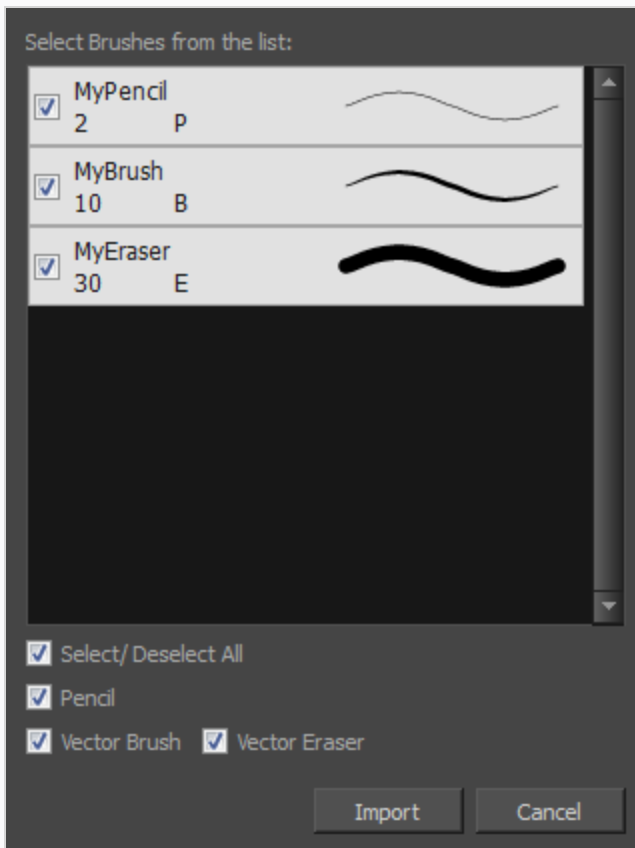 Select Brushes from the list:
MyPencil
2 P
MyBrush
10 B
MyEraser
30 E
Select/ Deselect All
Pencil
Vector Brush Vector Eraser
Import Cancel